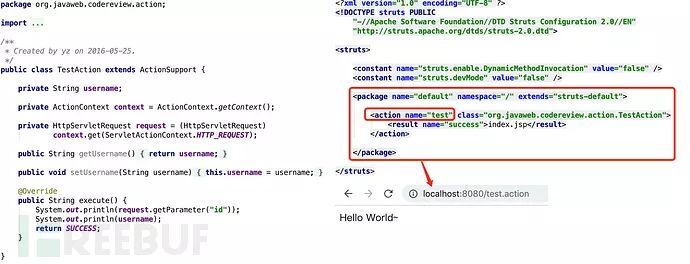 package org.javaweb.codereview.action;
import ...
/**
* Created by yz on 2016-05-25.
*/
public class TestAction extends ActionSupport {
private String username;
private ActionContext context = ActionContext.getContext();
private HttpServletRequest request = (HttpServletRequest)
context.get(ServletActionContext.HTTP_REQUEST);
public String getUsername() { return username; }
public void setUsername(String username) { this.username = username; }
@Override
public String execute() {
System.out.println(request.getParameter("id"));
System.out.println(username);
return SUCCESS;
}
}
REEBUF
<?xml version="1.0" encoding="UTF-8" ?>
<!DOCTYPE struts PUBLIC
"-//Apache Software Foundation//DTD Struts Configuration 2.0//EN"
"http://struts.apache.org/dtds/struts-2.0.dtd">
<struts>
<constant name="struts.enable.DynamicMethodInvocation" value="false" />
<constant name="struts.devMode" value="false" />
<package name="default" namespace="/" extends="struts-default">
<action name="test" class="org.javaweb.codereview.action.TestAction">
<result name="success">index.jsp</result>
</action>
</package>
</struts>
localhost:8080/test.action
Hello World~